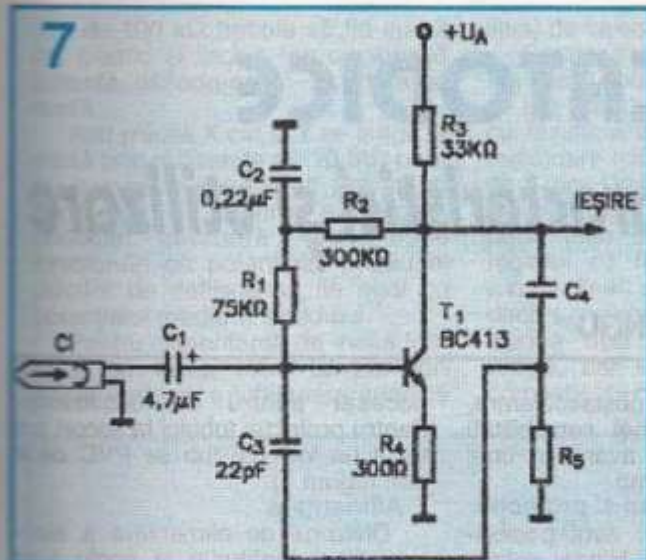 7
+UA
R3
33KΩ
C2
0,22µF
R2
300KΩ
IEȘIRE
R1
75KΩ
C4
T1
BC413
CI
C1
+
4,7µF
C3
22pF
R4
300Ω
R5